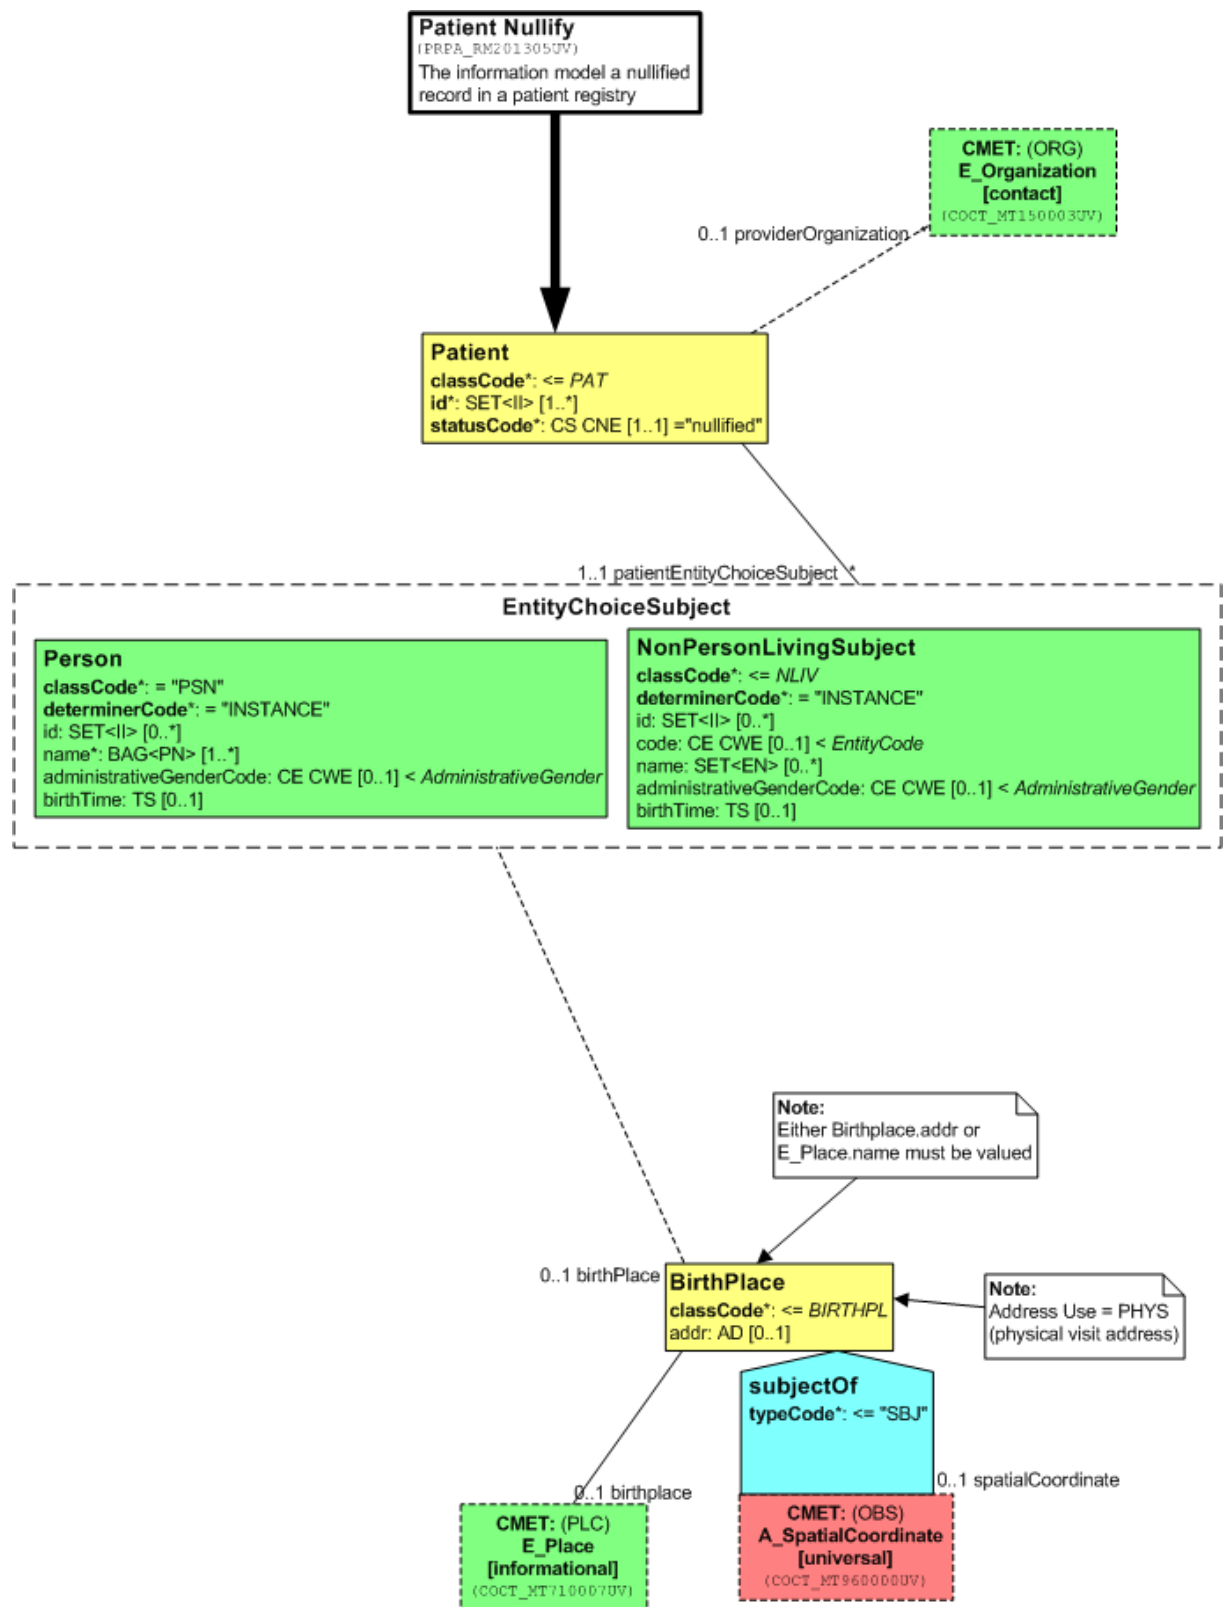 Patient Nullify
(PRPA_RM201305UV)
The information model a nullified
record in a patient registry
CMET: (ORG)
E_Organization
[contact]
(COCT_MT150003UV)
0..1 providerOrganization
Patient
classCode*: <= PAT
id*: SET<II> [1..*]
statusCode*: CS CNE [1..1] ="nullified"
1..1 patientEntityChoiceSubject *
EntityChoiceSubject
Person
classCode*: = "PSN"
determinerCode*: = "INSTANCE"
id: SET<II> [0..*]
name*: BAG<PN> [1..*]
administrativeGenderCode: CE CWE [0..1] < AdministrativeGender
birthTime: TS [0..1]
NonPersonLivingSubject
classCode*: <= NLIV
determinerCode*: = "INSTANCE"
id: SET<II> [0..*]
code: CE CWE [0..1] < EntityCode
name: SET<EN> [0..*]
administrativeGenderCode: CE CWE [0..1] < AdministrativeGender
birthTime: TS [0..1]
Note:
Either Birthplace.addr or
E_Place.name must be valued
0..1 birthPlace
BirthPlace
classCode*: <= BIRTHPL
addr: AD [0..1]
Note:
Address Use = PHYS
(physical visit address)
subjectOf
typeCode*: <= "SBJ"
0..1 spatialCoordinate
0..1 birthplace
CMET: (PLC)
E_Place
[informational]
(COCT_MT710007UV)
CMET: (OBS)
A_SpatialCoordinate
[universal]
(COCT_MT960000UV)